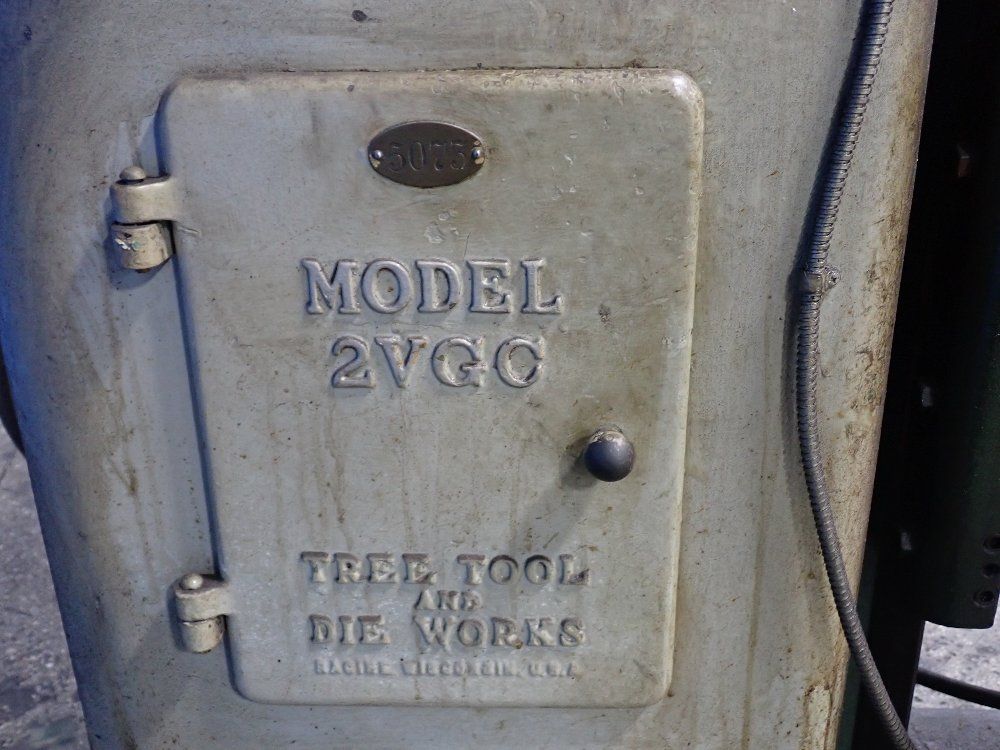 5075
MODEL
2VGC
TREE TOOL
AND
DIE WORKS
RACINE, WISCONSIN, U.S.A.